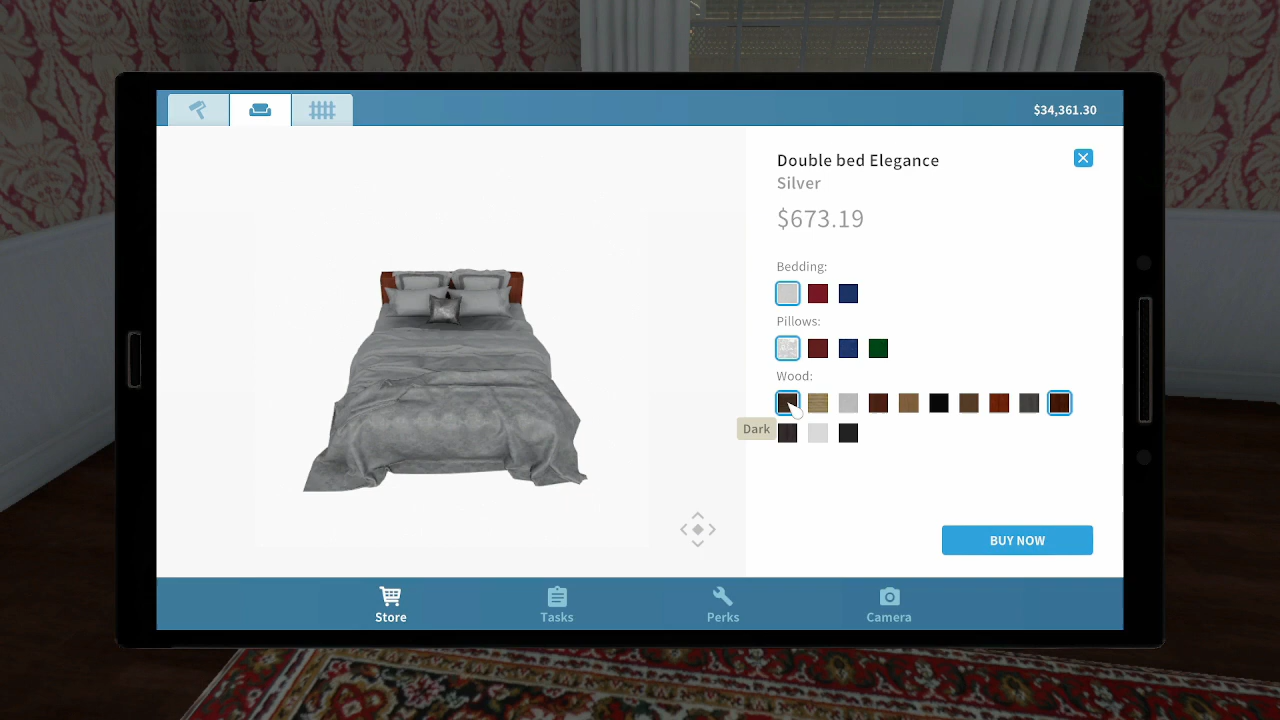 $34,361.30
Double bed Elegance
Silver
$673.19
Bedding:
Pillows:
Wood:
Dark
BUY NOW
Store
Tasks
Perks
Camera